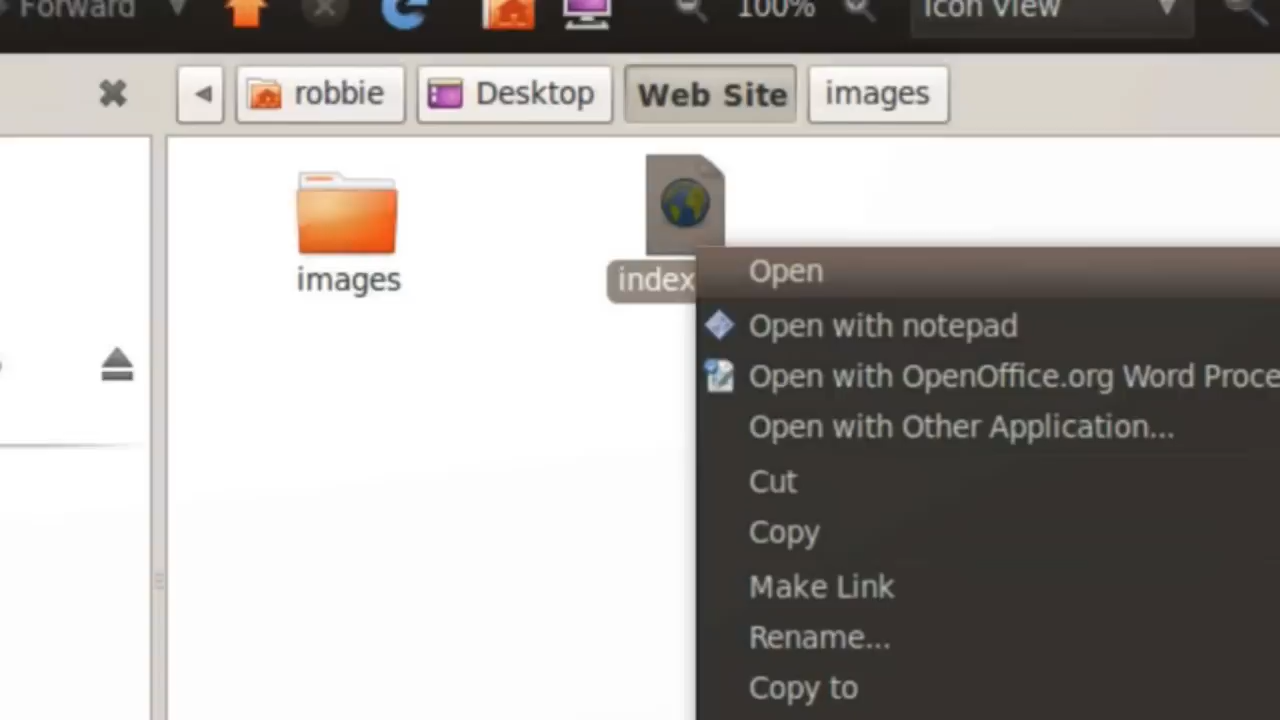 Forward 100% Icon View
robbie Desktop Web Site images
images
index
Open
Open with notepad
Open with OpenOffice.org Word Proce
Open with Other Application...
Cut
Copy
Make Link
Rename...
Copy to